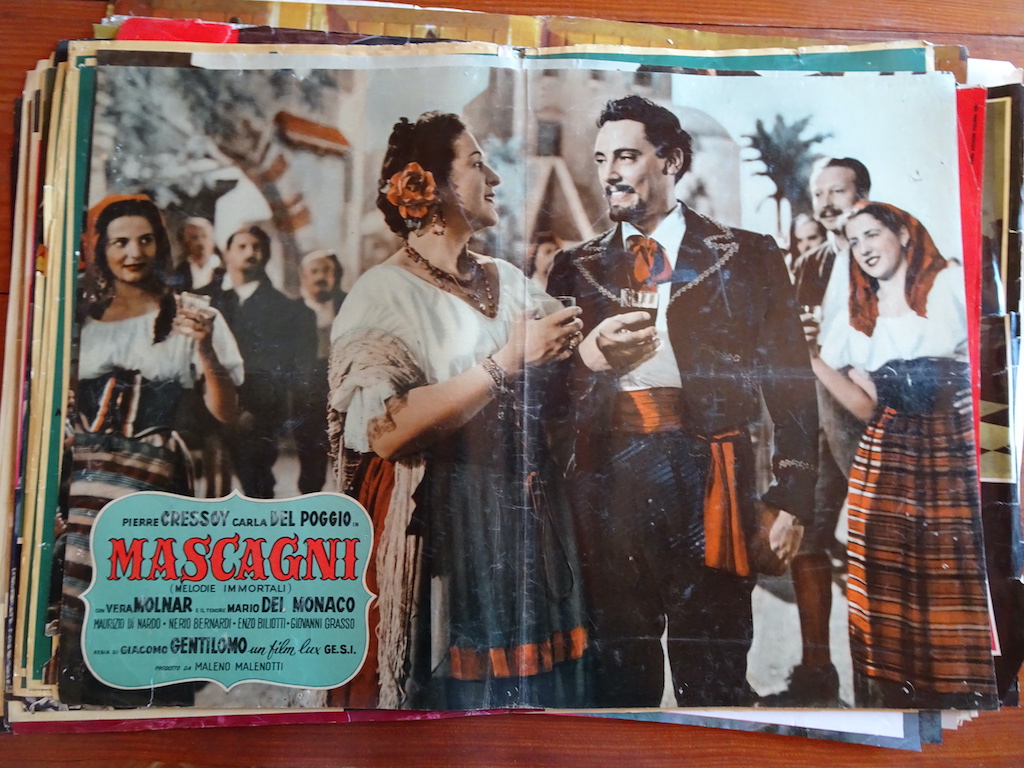 PIERRE CRESSOY CARLA DEL POGGIO IN
MASCAGNI
(MELODIE IMMORTALI)
CON VERA MOLNAR E IL TENORE MARIO DEL MONACO
MAURIZIO DI NARDO - NERIO BERNARDI - ENZO BILIOTTI - GIOVANNI GRASSO
REGIA DI GIACOMO GENTILOMO un film lux GE.S.I.
PRODOTTO DA MALENO MALENOTTI